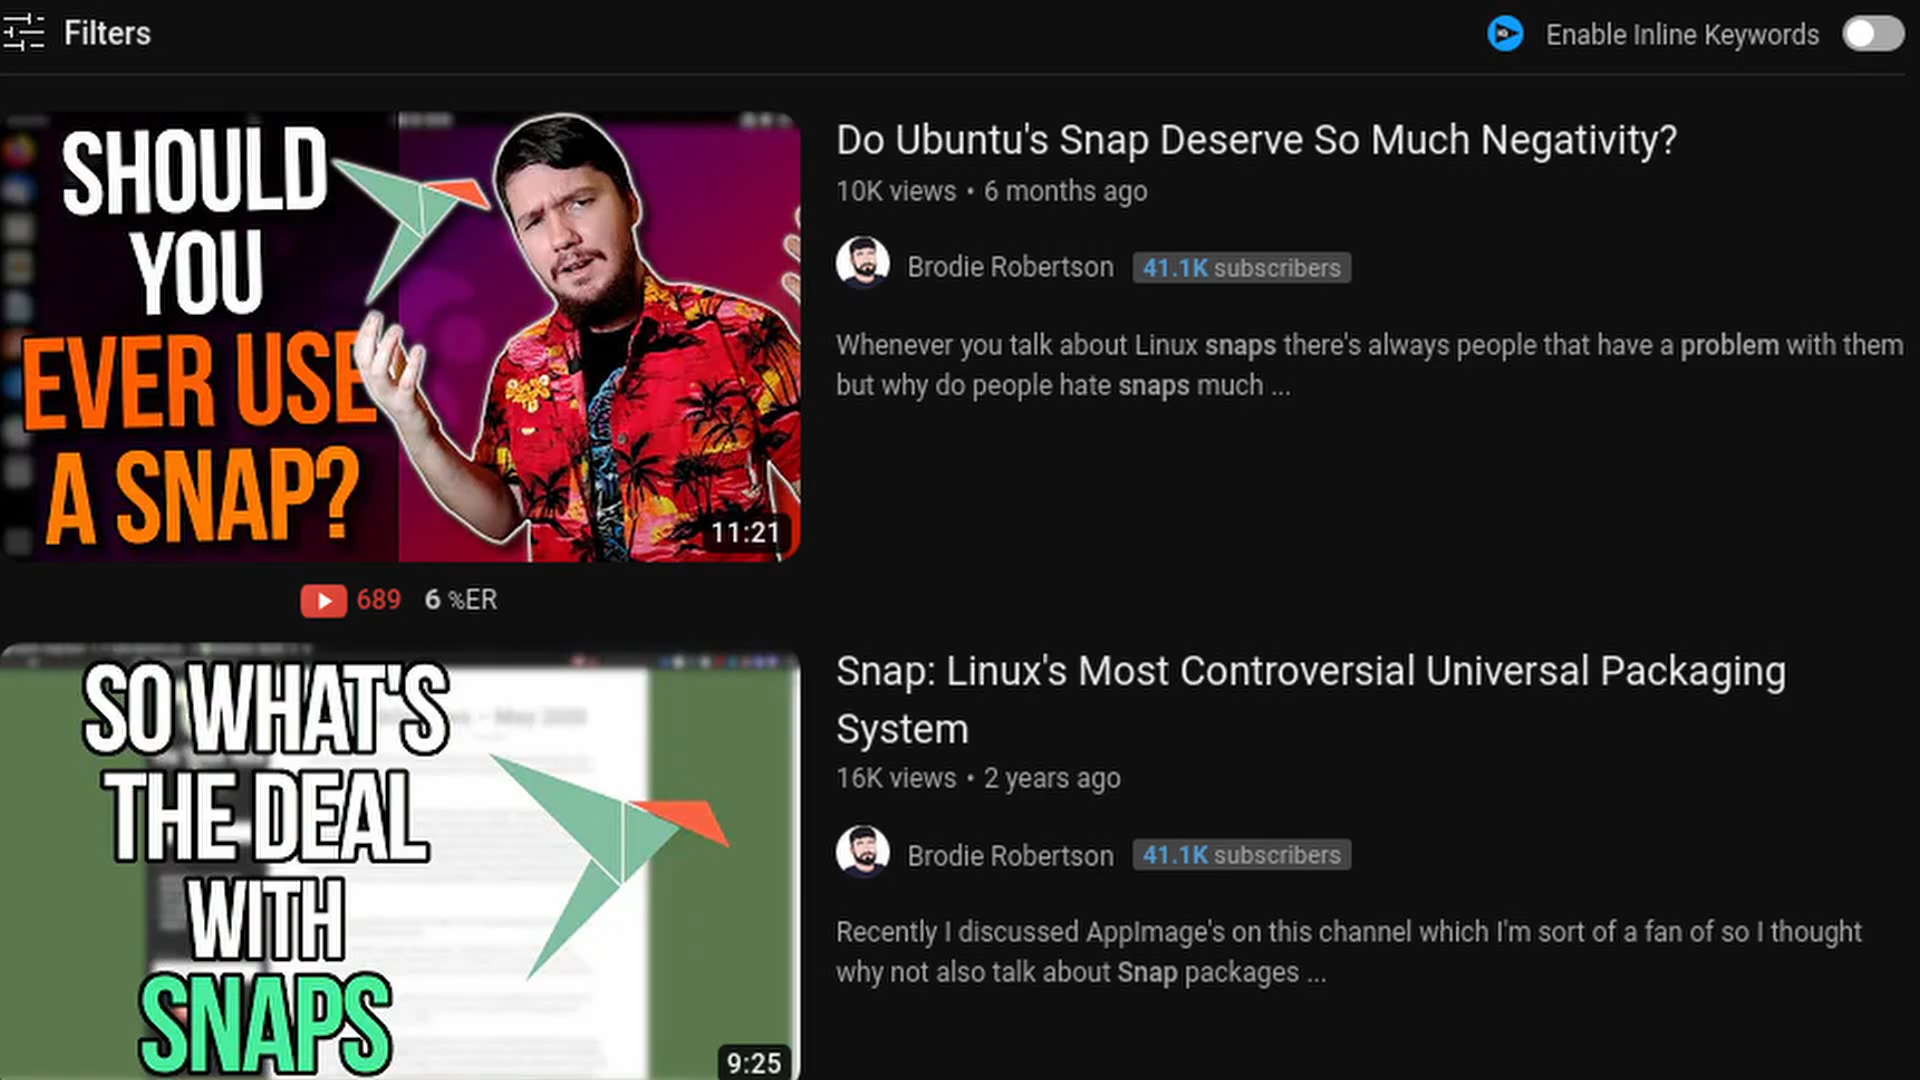 Filters
Enable Inline Keywords
SHOULD
YOU
EVER USE
A SNAP?
11:21
Do Ubuntu's Snap Deserve So Much Negativity?
10K views • 6 months ago
Brodie Robertson 41.1K subscribers
Whenever you talk about Linux snaps there's always people that have a problem with them
but why do people hate snaps much ...
689 6 %ER
SO WHAT'S
THE DEAL
WITH
SNAPS
9:25
Snap: Linux's Most Controversial Universal Packaging
System
16K views • 2 years ago
Brodie Robertson 41.1K subscribers
Recently I discussed AppImage's on this channel which I'm sort of a fan of so I thought
why not also talk about Snap packages ...